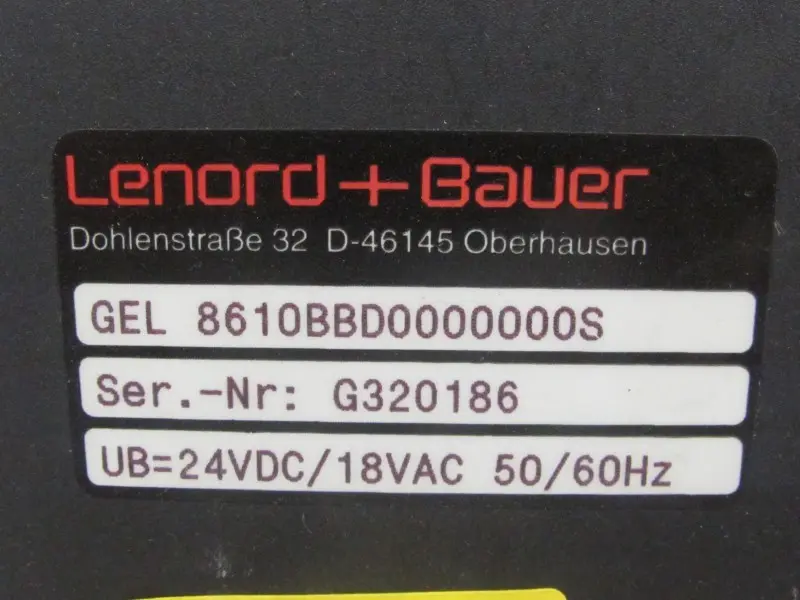 Lenord + Bauer
Dohlenstraße 32 D-46145 Oberhausen
GEL 8610BBD0000000S
Ser.-Nr: G320186
UB=24VDC/18VAC 50/60Hz